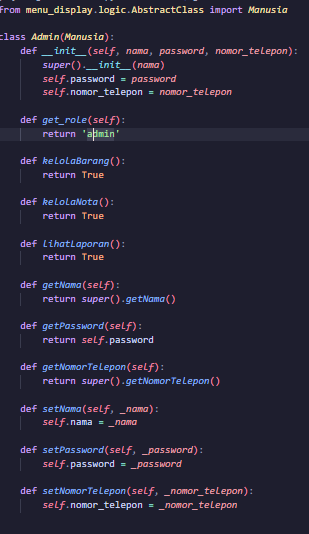 from menu_display.logic.AbstractClass import Manusia
class Admin(Manusia):
def __init__(self, nama, password, nomor_telepon):
super().__init__(nama)
self.password = password
self.nomor_telepon = nomor_telepon
def get_role(self):
return 'admin'
def kelolaBarang():
return True
def kelolaNota():
return True
def lihatLaporan():
return True
def getNama(self):
return super().getNama()
def getPassword(self):
return self.password
def getNomorTelepon(self):
return super().getNomorTelepon()
def setNama(self, _nama):
self.nama = _nama
def setPassword(self, _password):
self.password = _password
def setNomorTelepon(self, _nomor_telepon):
self.nomor_telepon = _nomor_telepon